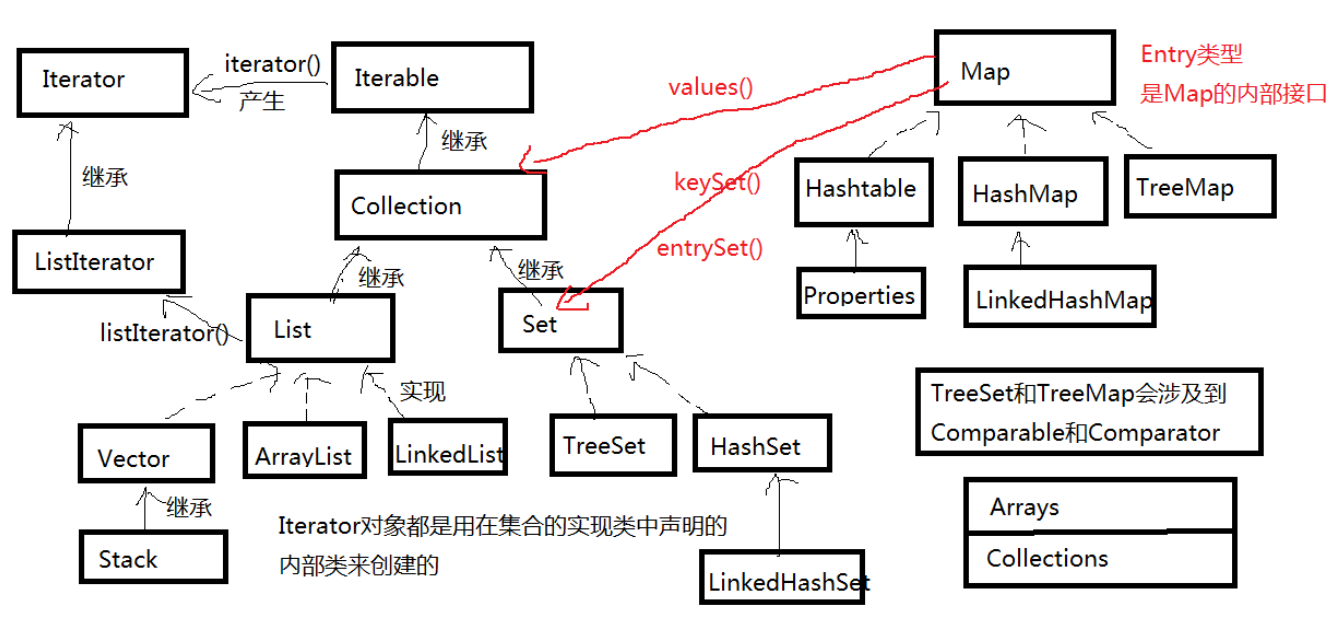 Iterator
iterator()
产生
Iterable
values()
Map
Entry类型
是Map的内部接口
继承
继承
Collection
keySet()
Hashtable
HashMap
TreeMap
ListIterator
entrySet()
继承
继承
Properties
LinkedHashMap
listIterator()
List
Set
实现
TreeSet和TreeMap会涉及到
Comparable和Comparator
Vector
ArrayList
LinkedList
TreeSet
HashSet
继承
Iterator对象都是用在集合的实现类中声明的
内部类来创建的
Arrays
Collections
Stack
LinkedHashSet